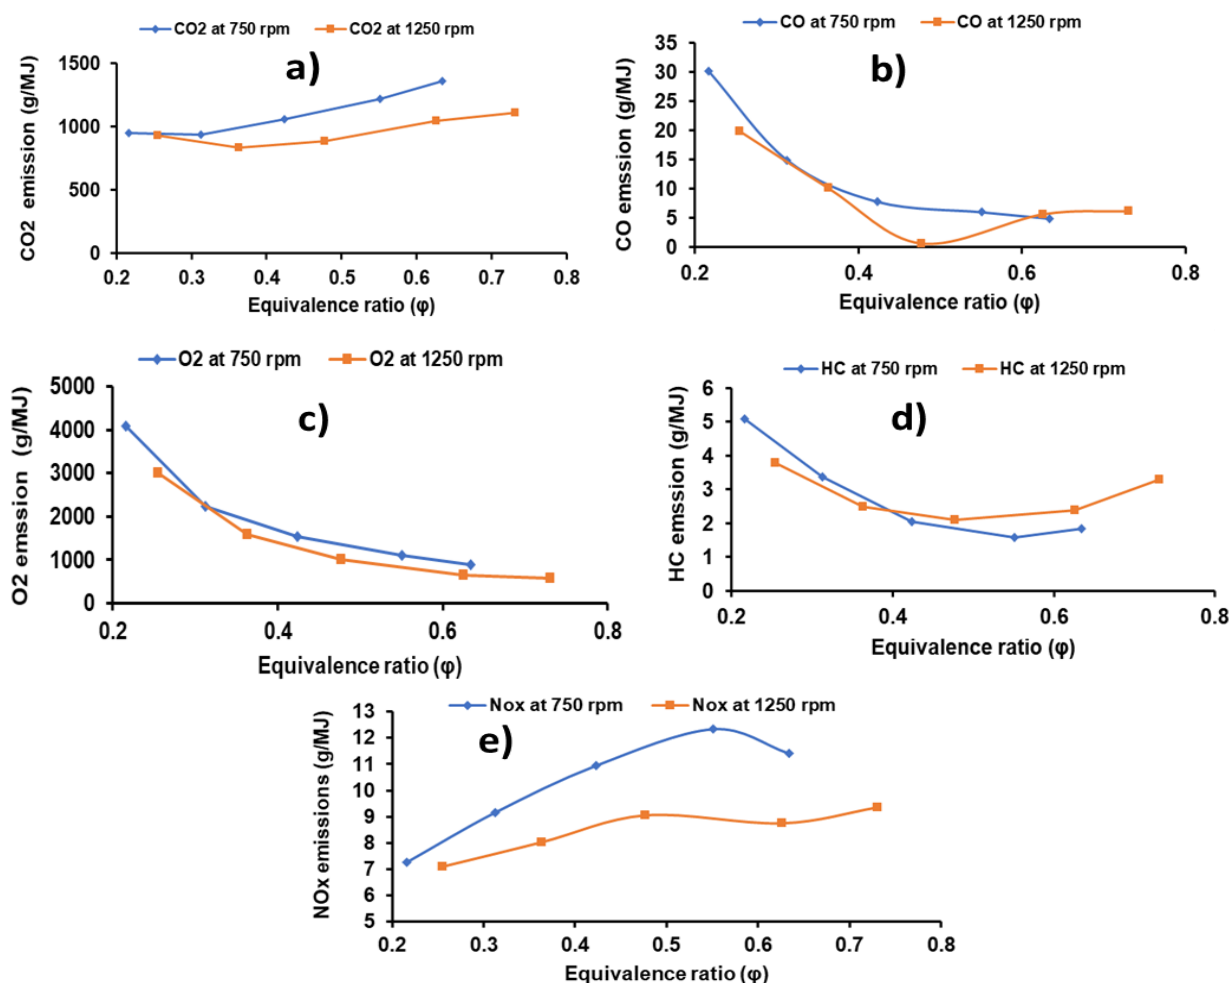 CO2 at 750 rpm CO2 at 1250 rpm
a)
CO2 emission (g/MJ)
1500
1000
500
0
0.2 0.3 0.4 0.5 0.6 0.7 0.8
Equivalence ratio (φ)
CO at 750 rpm CO at 1250 rpm
b)
CO emssion (g/MJ)
35
30
25
20
15
10
5
0
0.2 0.4 0.6 0.8
Equivalence ratio (φ)
O2 at 750 rpm O2 at 1250 rpm
c)
O2 emssion (g/MJ)
5000
4000
3000
2000
1000
0
0.2 0.4 0.6 0.8
Equivalence ratio (φ)
HC at 750 rpm HC at 1250 rpm
d)
HC emssion (g/MJ)
6
5
4
3
2
1
0
0.2 0.4 0.6 0.8
Equivalence ratio (φ)
Nox at 750 rpm Nox at 1250 rpm
e)
NOx emissions (g/MJ)
13
12
11
10
9
8
7
6
5
0.2 0.3 0.4 0.5 0.6 0.7 0.8
Equivalence ratio (φ)